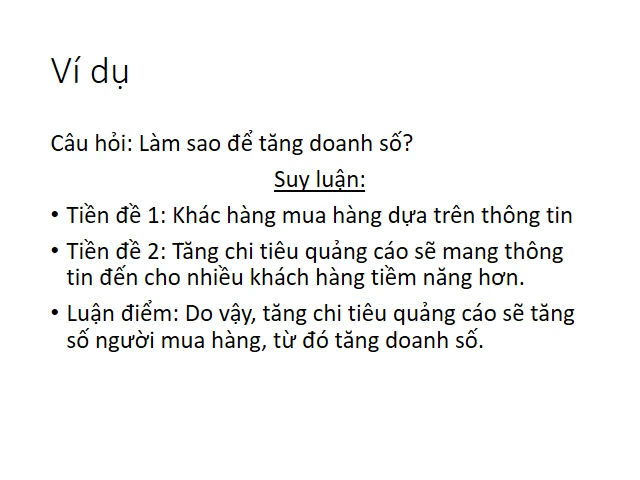 Ví dụ
Câu hỏi: Làm sao để tăng doanh số?
Suy luận:
• Tiền đề 1: Khác hàng mua hàng dựa trên thông tin
• Tiền đề 2: Tăng chi tiêu quảng cáo sẽ mang thông
tin đến cho nhiều khách hàng tiềm năng hơn.
• Luận điểm: Do vậy, tăng chi tiêu quảng cáo sẽ tăng
số người mua hàng, từ đó tăng doanh số.